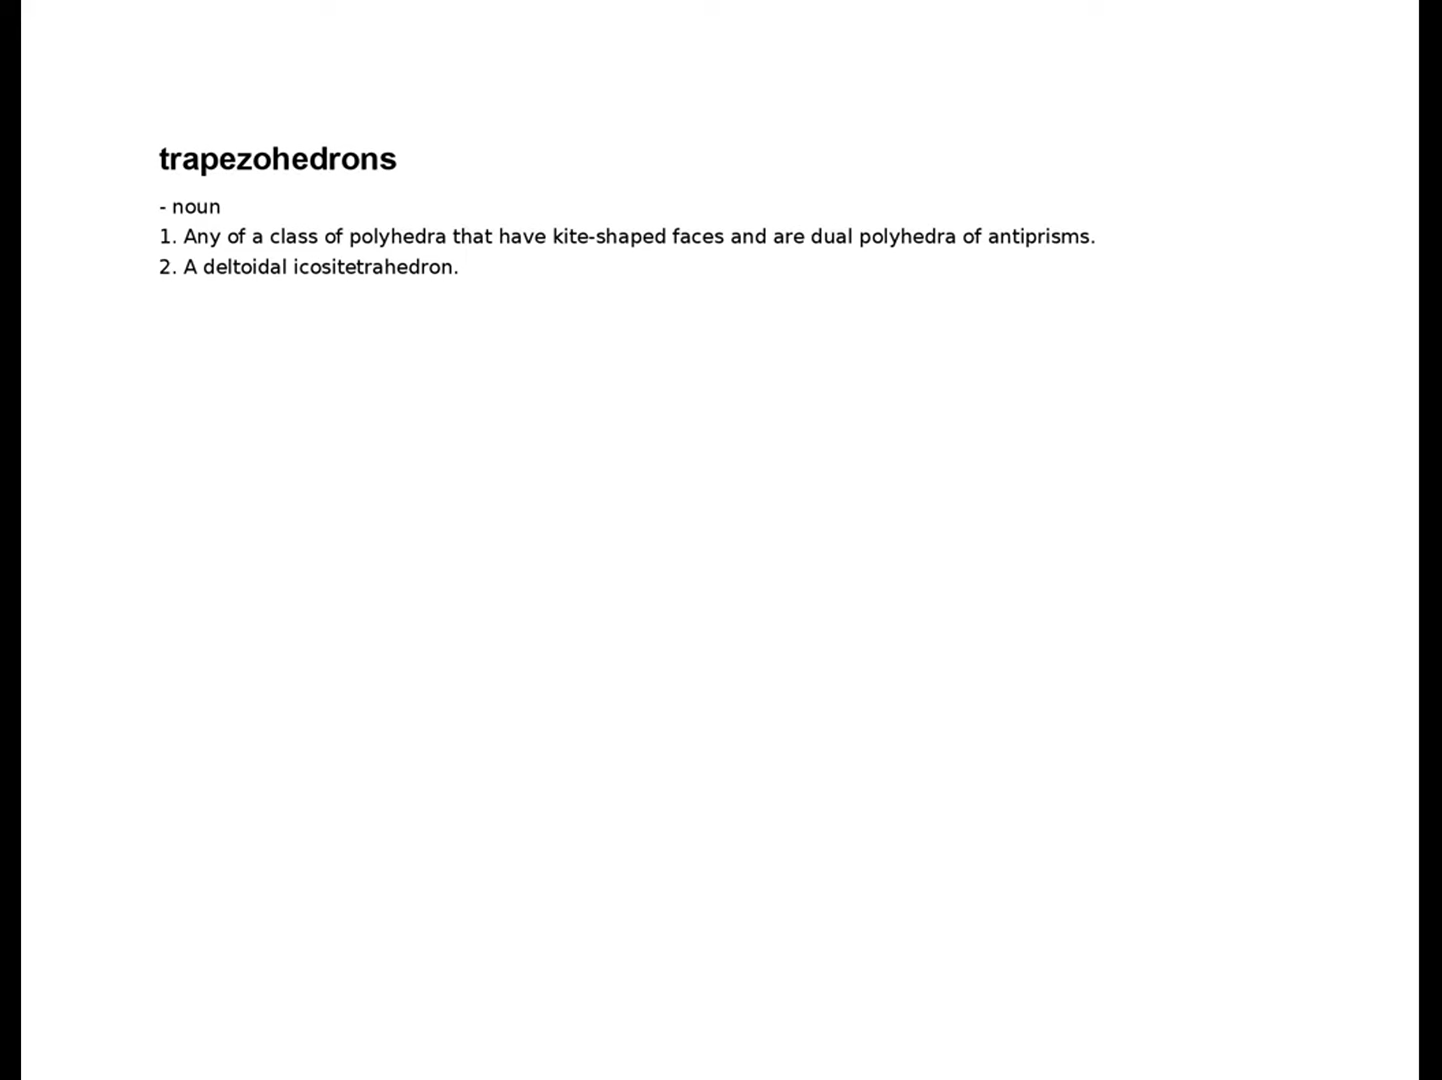 trapezohedrons
- noun
1. Any of a class of polyhedra that have kite-shaped faces and are dual polyhedra of antiprisms.
2. A deltoidal icositetrahedron.